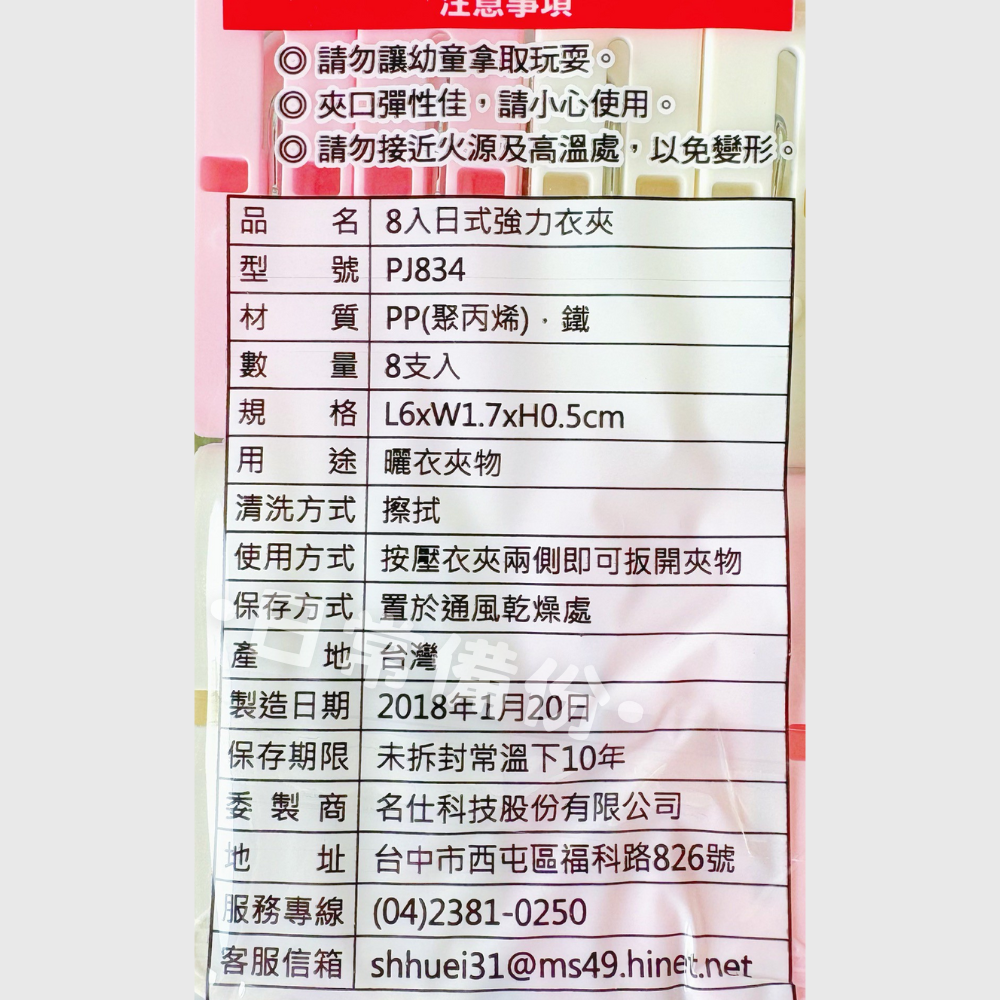 注意事項
◎ 請勿讓幼童拿取玩耍。
◎ 夾口彈性佳，請小心使用。
◎ 請勿接近火源及高溫處，以免變形。
品 名 8入日式強力衣夾
型 號 PJ834
材 質 PP(聚丙烯)，鐵
數 量 8支入
規 格 L6xW1.7xH0.5cm
用 途 曬衣夾物
清洗方式 擦拭
使用方式 按壓衣夾兩側即可扳開夾物
保存方式 置於通風乾燥處
日常備份
產 地 台灣
製造日期 2018年1月20日
保存期限 未拆封常溫下10年
委 製 商 名仕科技股份有限公司
地 址 台中市西屯區福科路826號
服務專線 (04)2381-0250
客服信箱 shhuei31@ms49.hinet.net